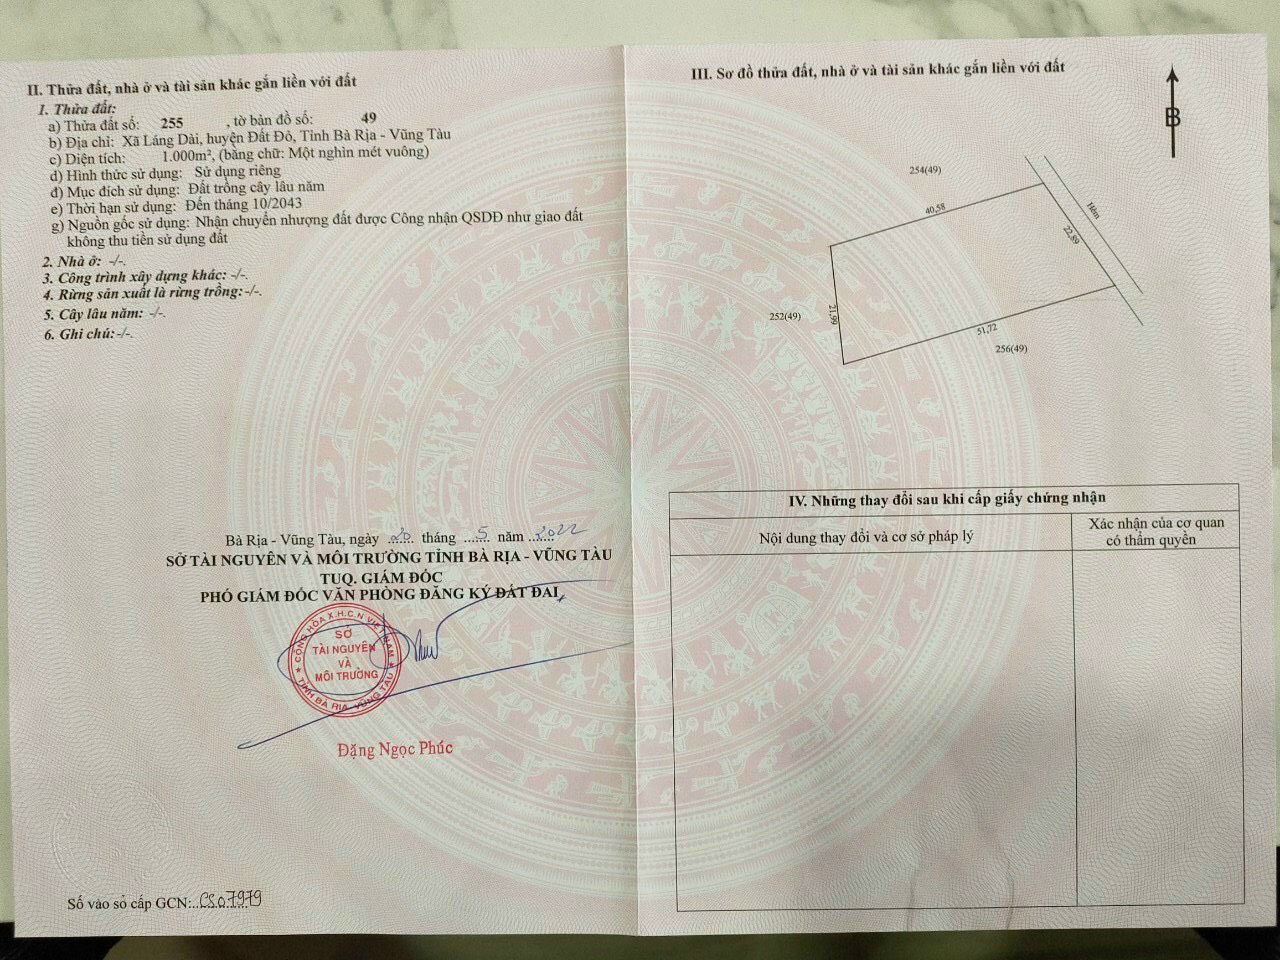 II. Thửa đất, nhà ở và tài sản khác gắn liền với đất
1. Thửa đất:
a) Thửa đất số: 255 , tờ bản đồ số: 49
b) Địa chỉ: Xã Láng Dài, huyện Đất Đỏ, Tỉnh Bà Rịa - Vũng Tàu
c) Diện tích: 1.000m², (bằng chữ: Một nghìn mét vuông)
d) Hình thức sử dụng: Sử dụng riêng
đ) Mục đích sử dụng: Đất trồng cây lâu năm
e) Thời hạn sử dụng: Đến tháng 10/2043
g) Nguồn gốc sử dụng: Nhận chuyển nhượng đất được Công nhận QSDĐ như giao đất
không thu tiền sử dụng đất
2. Nhà ở: -/-.
3. Công trình xây dựng khác: -/-.
4. Rừng sản xuất là rừng trồng: -/-.
5. Cây lâu năm: -/-.
6. Ghi chú: -/-.
Bà Rịa - Vũng Tàu, ngày tháng 5 năm 2022
SỞ TÀI NGUYÊN VÀ MÔI TRƯỜNG TỈNH BÀ RỊA - VŨNG TÀU
TUQ. GIÁM ĐỐC
PHÓ GIÁM ĐỐC VĂN PHÒNG ĐĂNG KÝ ĐẤT ĐAI
CỘNG HÒA X.H.C.N VIỆT NAM
SỞ
TÀI NGUYÊN
VÀ
MÔI TRƯỜNG
TỈNH BÀ RỊA - VŨNG TÀU
Đặng Ngọc Phúc
Số vào sổ cấp GCN: CS07979
III. Sơ đồ thửa đất, nhà ở và tài sản khác gắn liền với đất
B
254(49)
40,58
Hẻm
22,89
252(49)
21,99
51,72
256(49)
IV. Những thay đổi sau khi cấp giấy chứng nhận
Nội dung thay đổi và cơ sở pháp lý
Xác nhận của cơ quan
có thẩm quyền